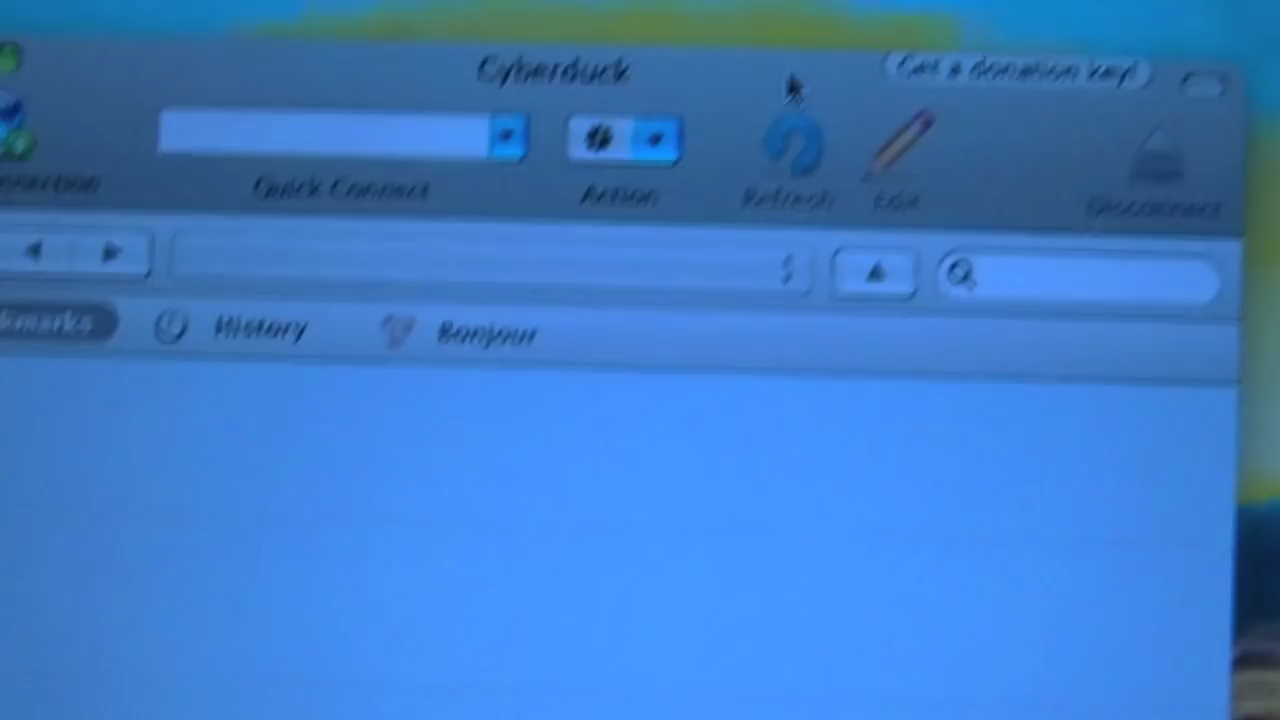 Cyberduck
Get a donation key!
Quick Connect
Action
Refresh
Edit
Disconnect
History
Bonjour